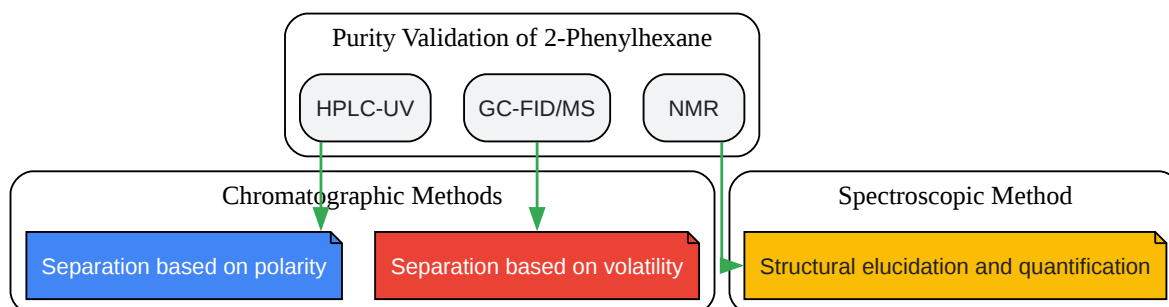 Purity Validation of 2-Phenylhexane
HPLC-UV
GC-FID/MS
NMR
Chromatographic Methods
Spectroscopic Method
Separation based on polarity
Separation based on volatility
Structural elucidation and quantification